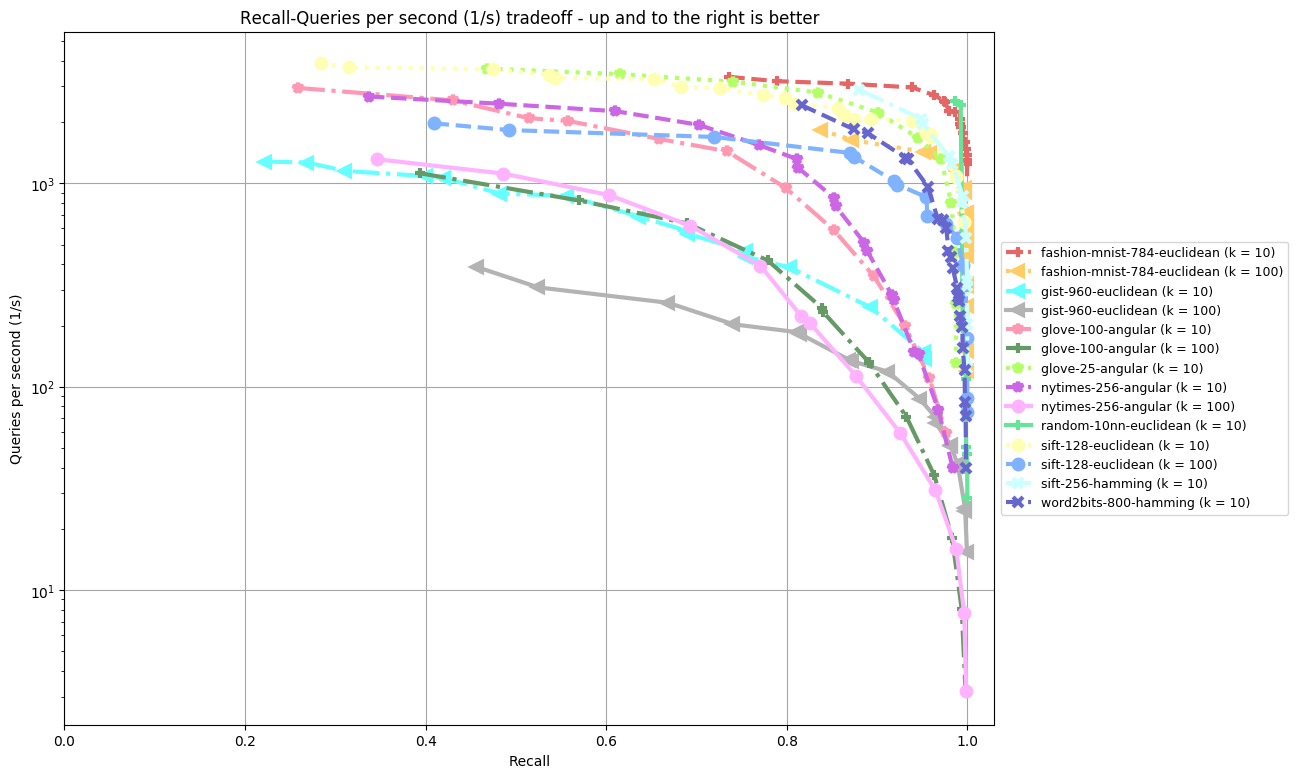 Recall-Queries per second (1/s) tradeoff - up and to the right is better
Queries per second (1/s)
10³
10²
10¹
0.0 0.2 0.4 0.6 0.8 1.0
Recall
fashion-mnist-784-euclidean (k = 10)
fashion-mnist-784-euclidean (k = 100)
gist-960-euclidean (k = 10)
gist-960-euclidean (k = 100)
glove-100-angular (k = 10)
glove-100-angular (k = 100)
glove-25-angular (k = 10)
nytimes-256-angular (k = 10)
nytimes-256-angular (k = 100)
random-10nn-euclidean (k = 10)
sift-128-euclidean (k = 10)
sift-128-euclidean (k = 100)
sift-256-hamming (k = 10)
word2bits-800-hamming (k = 10)